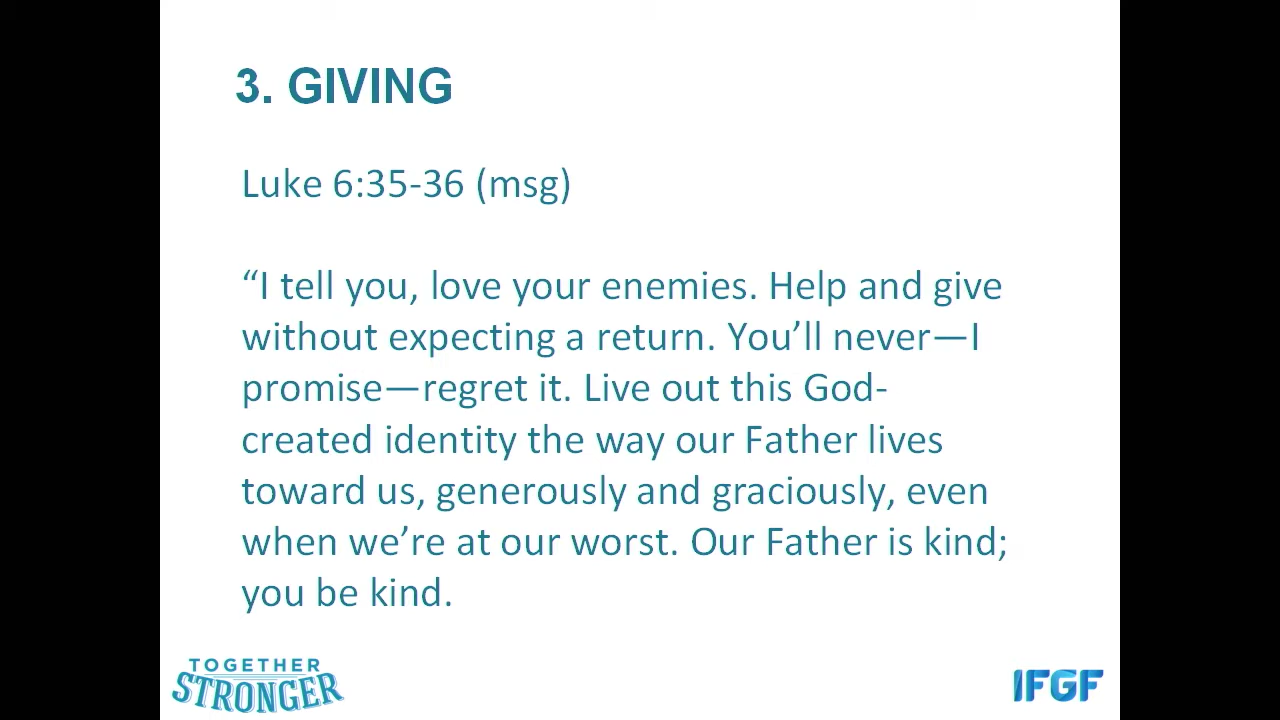 3. GIVING
Luke 6:35-36 (msg)
“I tell you, love your enemies. Help and give
without expecting a return. You’ll never—I
promise—regret it. Live out this God-
created identity the way our Father lives
toward us, generously and graciously, even
when we’re at our worst. Our Father is kind;
you be kind.
TOGETHER
STRONGER
IFGF